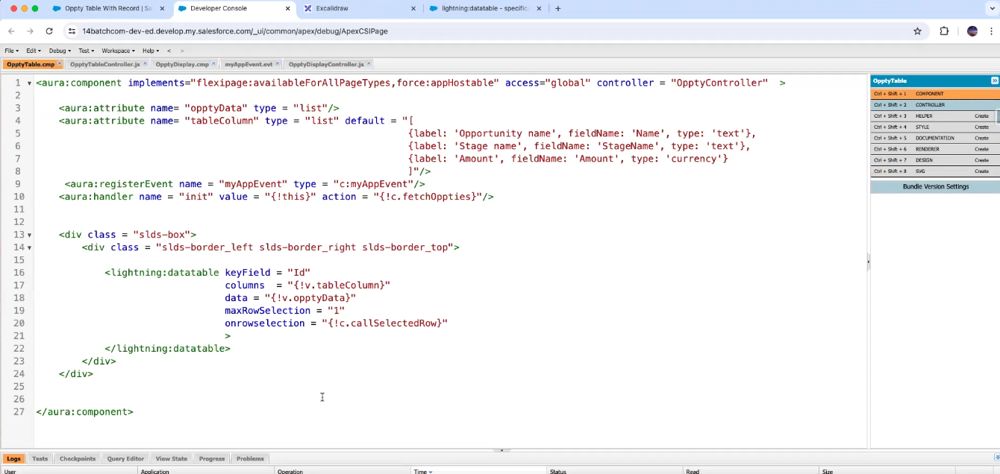 Oppty Table With Record | Sa
Developer Console
Excalidraw
lightning:datatable - specific
14batchcom-dev-ed.develop.my.salesforce.com/_ui/common/apex/debug/ApexCSIPage
File Edit Debug Test Workspace Help < >
OpptyTable.cmp OpptyTableController.js OpptyDisplay.cmp myAppEvent.evt OpptyDisplayController.js
1 <aura:component implements="flexipage:availableForAllPageTypes,force:appHostable" access="global" controller = "OpptyController" >
2
3 <aura:attribute name= "opptyData" type = "list"/>
4 <aura:attribute name= "tableColumn" type = "list" default = "[
5 {label: 'Opportunity name', fieldName: 'Name', type: 'text'},
6 {label: 'Stage name', fieldName: 'StageName', type: 'text'},
7 {label: 'Amount', fieldName: 'Amount', type: 'currency'}
8 ]"/>
9 <aura:registerEvent name = "myAppEvent" type = "c:myAppEvent"/>
10 <aura:handler name = "init" value = "{!this}" action = "{!c.fetchOppties}"/>
11
12
13 <div class = "slds-box">
14 <div class = "slds-border_left slds-border_right slds-border_top">
15
16 <lightning:datatable keyField = "Id"
17 columns = "{!v.tableColumn}"
18 data = "{!v.opptyData}"
19 maxRowSelection = "1"
20 onrowselection = "{!c.callSelectedRow}"
21 >
22 </lightning:datatable>
23 </div>
24 </div>
25
26
27 </aura:component>
OpptyTable
Ctrl + Shift + 1 COMPONENT
Ctrl + Shift + 2 CONTROLLER
Ctrl + Shift + 3 HELPER Create
Ctrl + Shift + 4 STYLE Create
Ctrl + Shift + 5 DOCUMENTATION Create
Ctrl + Shift + 6 RENDERER Create
Ctrl + Shift + 7 DESIGN Create
Ctrl + Shift + 8 SVG Create
Bundle Version Settings
Logs Tests Checkpoints Query Editor View State Progress Problems
User Application Operation Time Status Read Size